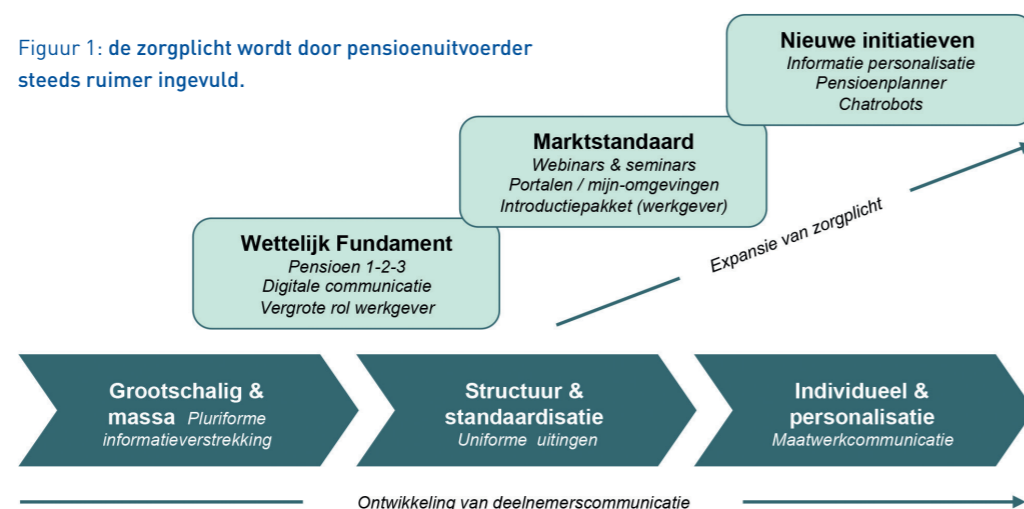 Figuur 1: de zorgplicht wordt door pensioenuitvoerder
steeds ruimer ingevuld.
Nieuwe initiatieven
Informatie personalisatie
Pensioenplanner
Chatrobots
Marktstandaard
Webinars & seminars
Portalen / mijn-omgevingen
Introductiepakket (werkgever)
Wettelijk Fundament
Pensioen 1-2-3
Digitale communicatie
Vergrote rol werkgever
Expansie van zorgplicht
Grootschalig &
massa Pluriforme
informatieverstrekking
Structuur &
standaardisatie
Uniforme uitingen
Individueel &
personalisatie
Maatwerkcommunicatie
Ontwikkeling van deelnemerscommunicatie